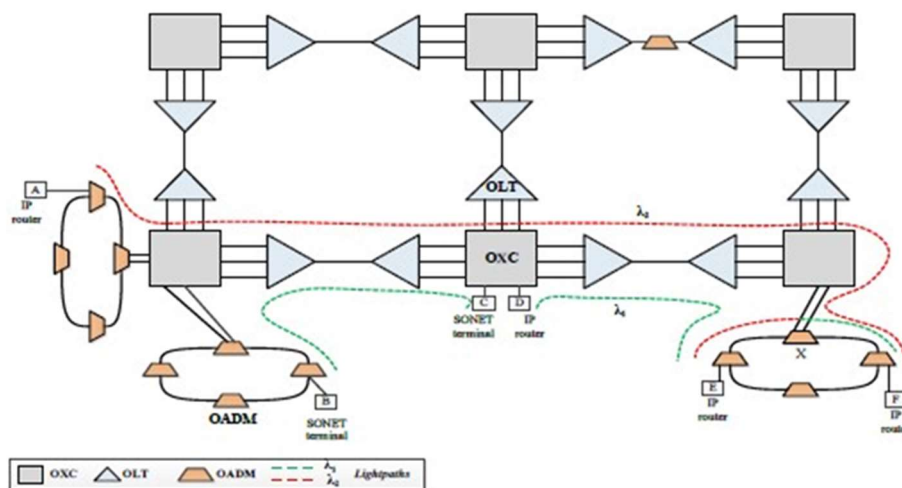 OLT
A
IP
router
λ₂
OXC
C
D
SONET
terminal
IP
router
λ₁
X
E
IP
router
F
IP
route
B
OADM
SONET
terminal
OXC
OLT
OADM
λ₁
λ₂
Lightpaths